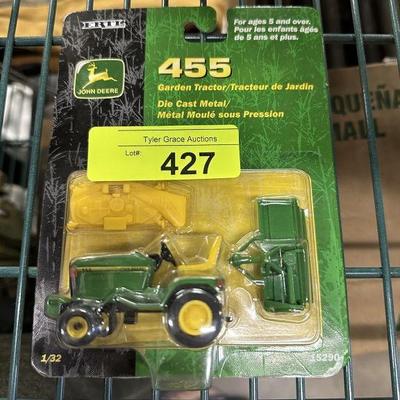 ERTL
For ages 5 and over.
Pour les enfants âgés
de 5 ans et plus.
JOHN DEERE
455
Garden Tractor/Tracteur de Jardin
Die Cast Metal/
Métal Moulé sous Pression
Tyler Grace Auctions
Lot#:
427
1/32
15290